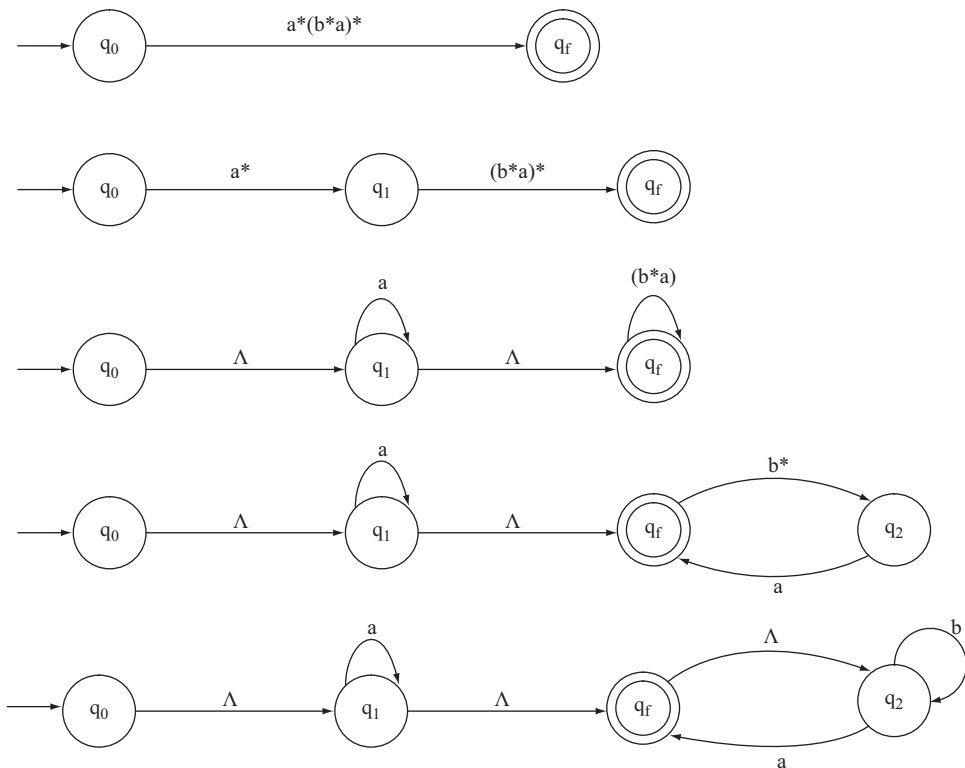 a*(b*a)*
q0 qf
a* (b*a)*
q0 q1 qf
a (b*a)
Λ Λ
q0 q1 qf
a b*
Λ Λ
q0 q1 qf q2
a
a Λ b
Λ Λ
q0 q1 qf q2
a